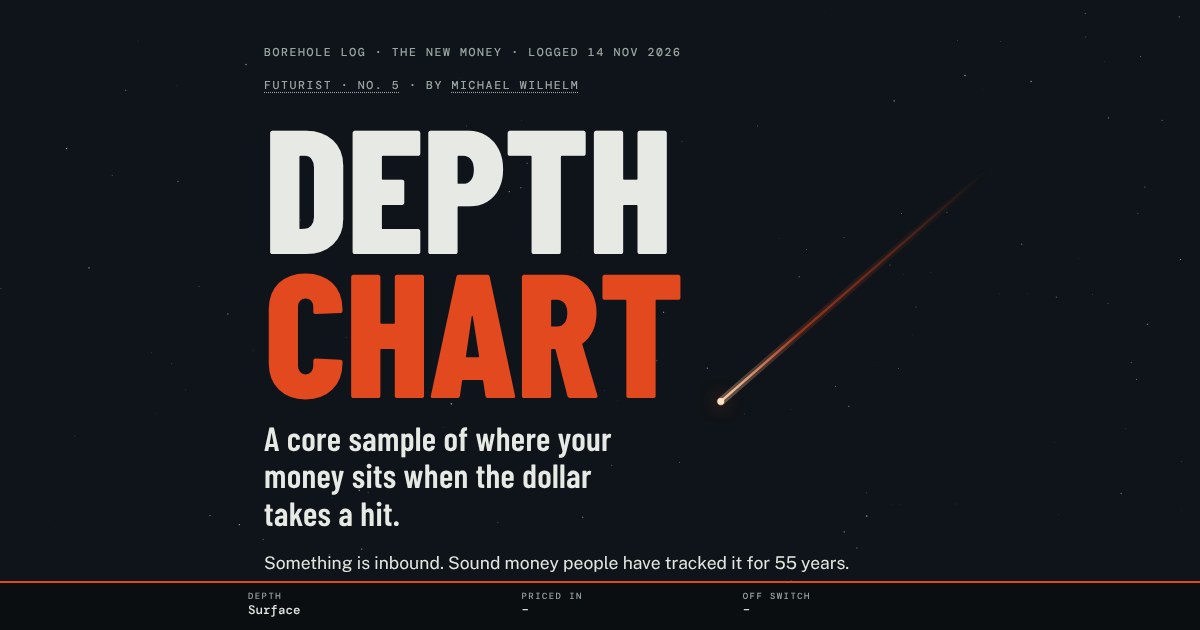 BOREHOLE LOG · THE NEW MONEY · LOGGED 14 NOV 2026
FUTURIST · NO. 5 · BY MICHAEL WILHELM
DEPTH
CHART
A core sample of where your
money sits when the dollar
takes a hit.
Something is inbound. Sound money people have tracked it for 55 years.
DEPTH PRICED IN OFF SWITCH
Surface – –